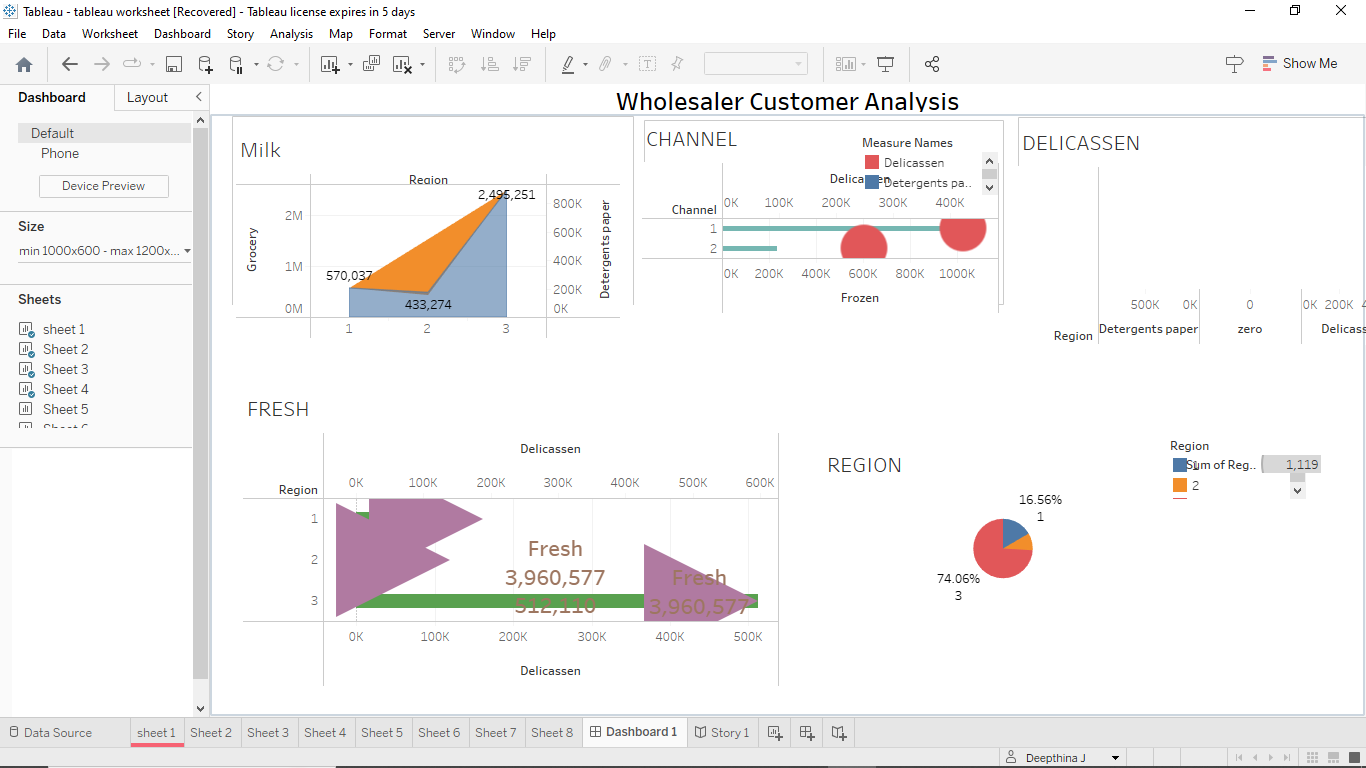 Tableau - tableau worksheet [Recovered] - Tableau license expires in 5 days
File Data Worksheet Dashboard Story Analysis Map Format Server Window Help
Show Me
Dashboard Layout
Default
Phone
Device Preview
Size
min 1000x600 - max 1200x...
Sheets
sheet 1
Sheet 2
Sheet 3
Sheet 4
Sheet 5
Wholesaler Customer Analysis
Milk
Region
2,495,251
2M
1M
0M
Grocery
570,037
433,274
800K
600K
400K
200K
0K
Detergents paper
1 2 3
CHANNEL
Measure Names
Delicassen
Detergents pa..
Delicassen
Channel
0K 100K 200K 300K 400K
1
2
0K 200K 400K 600K 800K 1000K
Frozen
DELICASSEN
500K 0K 0 0K 200K
Region Detergents paper zero Delicass
FRESH
Delicassen
Region
0K 100K 200K 300K 400K 500K 600K
1
2
3
Fresh
3,960,577
512,110
Fresh
3,960,577
0K 100K 200K 300K 400K 500K
Delicassen
REGION
Region
1
Sum of Reg.. 1,119
2
16.56%
1
74.06%
3
Data Source sheet 1 Sheet 2 Sheet 3 Sheet 4 Sheet 5 Sheet 6 Sheet 7 Sheet 8 Dashboard 1 Story 1
Deepthina J